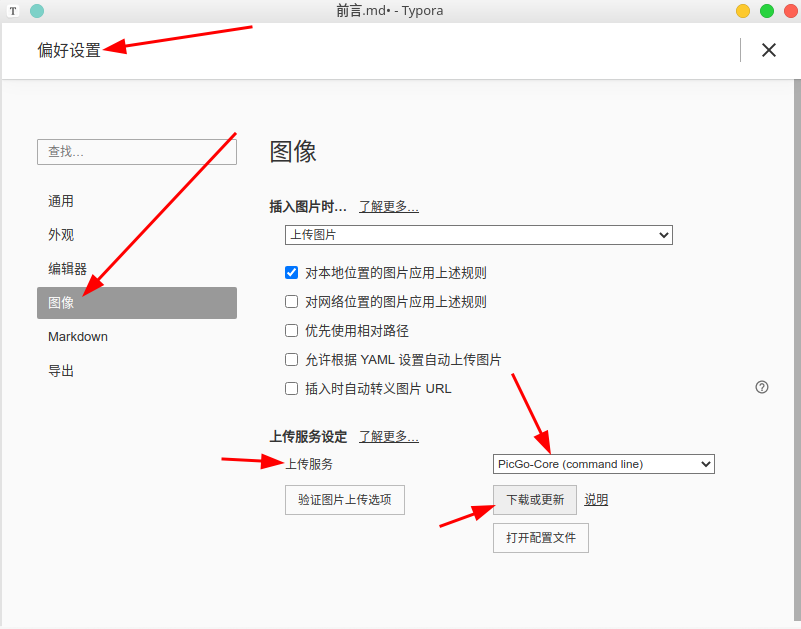 T
前言.md• - Typora
偏好设置
查找…
通用
外观
编辑器
图像
Markdown
导出
图像
插入图片时… 了解更多…
上传图片
对本地位置的图片应用上述规则
对网络位置的图片应用上述规则
优先使用相对路径
允许根据 YAML 设置自动上传图片
插入时自动转义图片 URL
?
上传服务设定 了解更多…
上传服务 PicGo-Core (command line)
验证图片上传选项 下载或更新 说明
打开配置文件